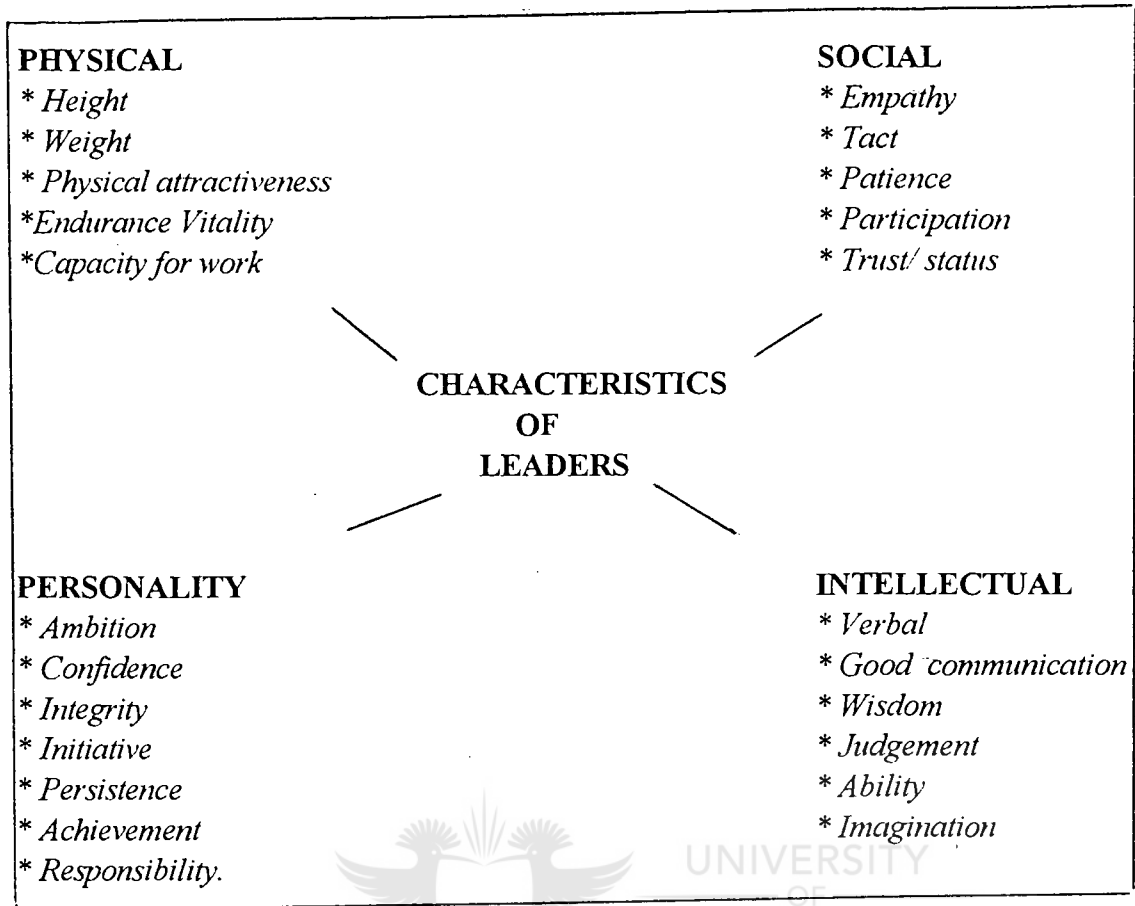 PHYSICAL
* Height
* Weight
* Physical attractiveness
*Endurance Vitality
*Capacity for work
SOCIAL
* Empathy
* Tact
* Patience
* Participation
* Trust/ status
CHARACTERISTICS
OF
LEADERS
PERSONALITY
* Ambition
* Confidence
* Integrity
* Initiative
* Persistence
* Achievement
* Responsibility.
INTELLECTUAL
* Verbal
* Good communication
* Wisdom
* Judgement
* Ability
* Imagination
UNIVERSITY
OF